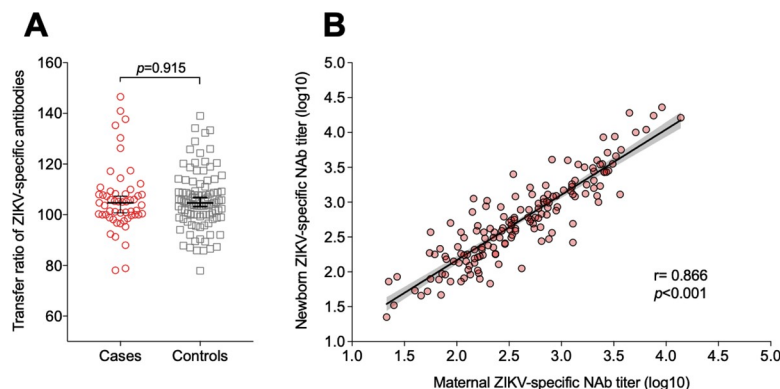 A
Transfer ratio of ZIKV-specific antibodies
160
140
120
100
80
60
p=0.915
Cases
Controls
B
Newborn ZIKV-specific NAb titer (log10)
5.0
4.5
4.0
3.5
3.0
2.5
2.0
1.5
1.0
r= 0.866
p<0.001
1.0 1.5 2.0 2.5 3.0 3.5 4.0 4.5 5.0
Maternal ZIKV-specific NAb titer (log10)